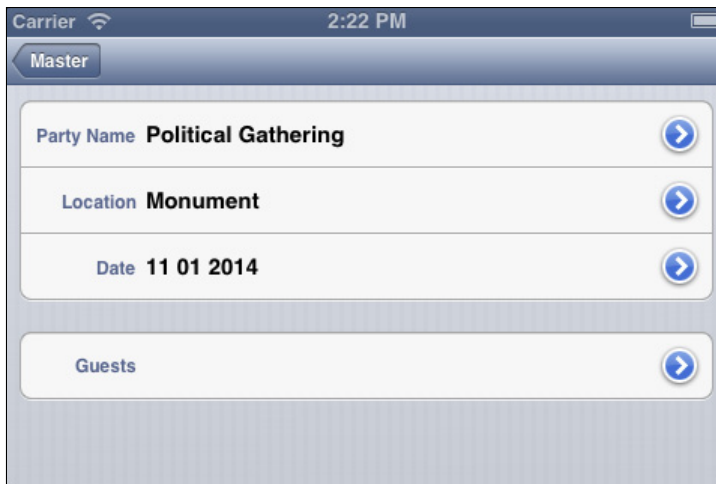 Carrier 2:22 PM
Master
Party Name Political Gathering
Location Monument
Date 11 01 2014
Guests